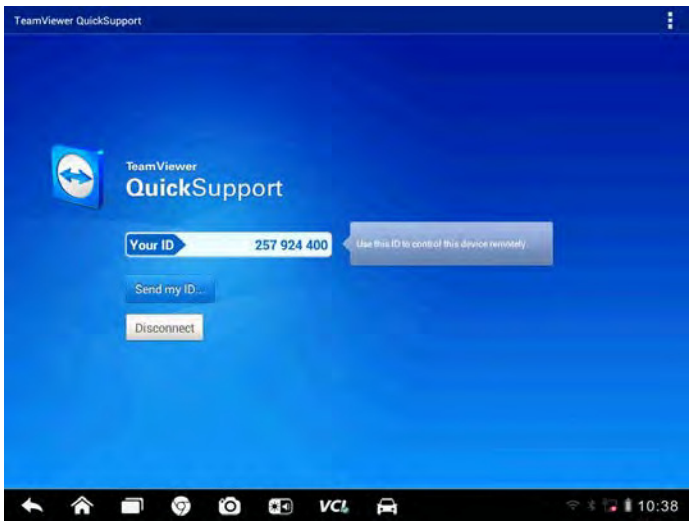 TeamViewer QuickSupport
TeamViewer
QuickSupport
Your ID 257 924 400
Use this ID to control this device remotely
Send my ID...
Disconnect
VCI 10:38